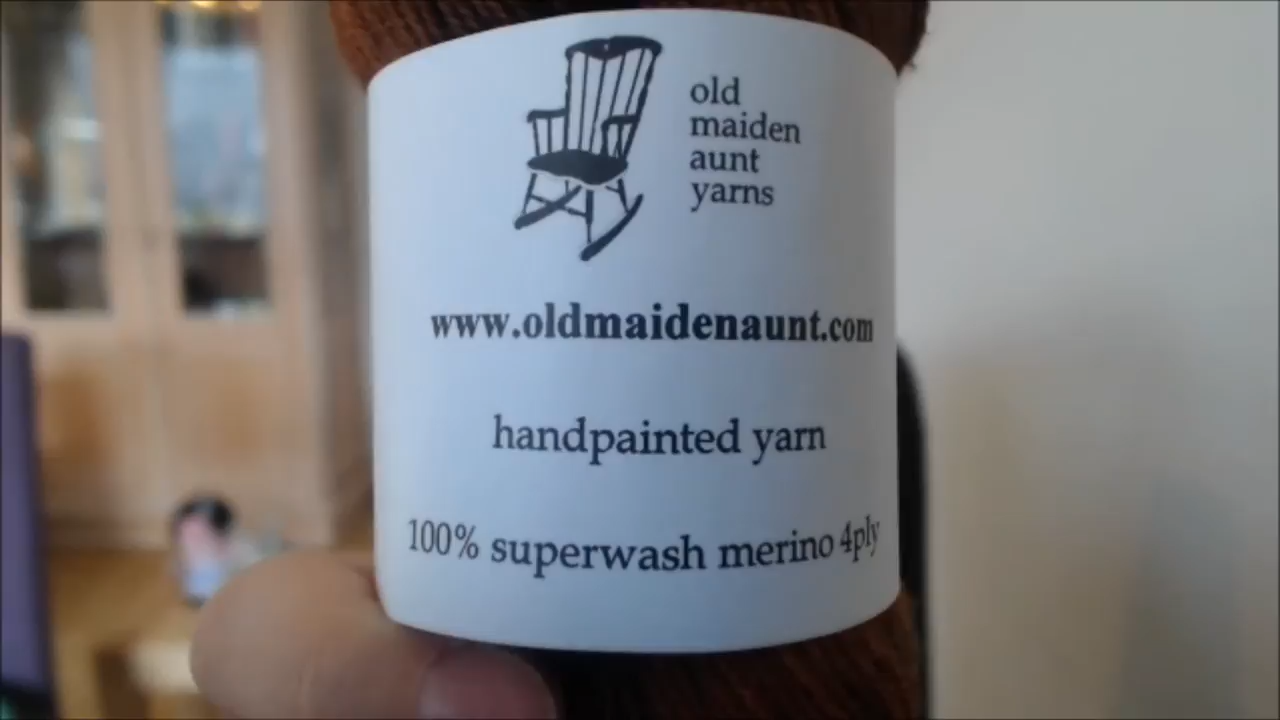 old
maiden
aunt
yarns
www.oldmaidenaunt.com
handpainted yarn
100% superwash merino 4ply